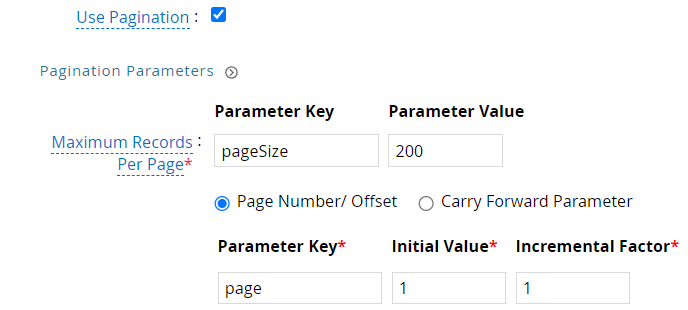 Use Pagination :
Pagination Parameters
Parameter Key Parameter Value
Maximum Records :
Per Page*
pageSize 200
Page Number/ Offset Carry Forward Parameter
Parameter Key* Initial Value* Incremental Factor*
page 1 1